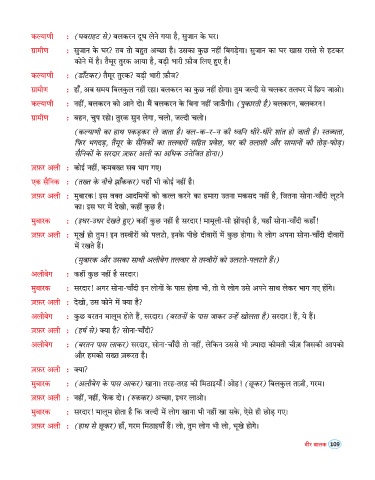 कल्याणी : (घबराहट से) बलकरन दूध लेने गया है, सुजान के घर।
ग्रामीण : सुजान के घर? तब तो बहुत अच्छा है। उसका कुछ नहीं बिगड़ेगा। सुजान का घर खास रास्ते से हटकर
कोने में है। तैमूर तुरक आया है, बड़ी भारी फ़ौज लिए हुए है।
कल्याणी : (डाँटकर) तैमूर तुरक? बड़ी भारी फ़ौज?
ग्रामीण : हाँ, अब समय बिलकुल नहीं रहा। बलकरन का कुछ नहीं होगा। तुम जल्दी से चलकर तलघर में छिप जाओ।
कल्याणी : नहीं, बलकरन को आने दो। मैं बलकरन के बिना नहीं जाऊँगी। (पुकारती है) बलकरन, बलकरन!
ग्रामीण : बहन, चुप रहो। तुरक सुन लेगा, चलो, जल्दी चलो।
(कल्याणी का हाथ पकड़कर ले जाता है। बल-क-र-न की ध्वनि धीरे-धीरे शांत हो जाती है। स्तब्धता,
फिर भगदड़, तैमूर के सैनिकों का तलवारों सहित प्रवेश, घर की तलाशी और सामानों की तोड़-फोड़।
सैनिकों के सरदार ज़फ़र अली का अधिक उत्तेजित होना।)
ज़फ़र अली : कोई नहीं, कमबख्त सब भाग गए।
एक सैनिक : (तख्त के नीचे झाँककर) यहाँ भी कोई नहीं है।
ज़फ़र अली : मुबारक! इस वक्त आदमियों को कत्ल करने का हमारा उतना मकसद नहीं है, जितना सोना-चाँदी लूटने
का। इस घर में देखो, कहीं कुछ है।
मुबारक : (इधर-उधर देखते हुए) कहीं कुछ नहीं है सरदार! मामूली-सी झोंपड़ी है, यहाँ सोना-चाँदी कहाँ!
ज़फ़र अली : मूर्ख हो तुम! इन तस्वीरों को पलटो, इनके पीछे दीवारों में कुछ होगा। ये लोग अपना सोना-चाँदी दीवारों
में रखते हैं।
(मुबारक और उसका साथी अलीबेग तलवार से तस्वीरों को उलटते-पलटते हैं।)
अलीबेग : कहीं कुछ नहीं है सरदार।
मुबारक : सरदार! अगर सोना-चाँदी इन लोगों के पास होगा भी, तो ये लोग उसे अपने साथ लेकर भाग गए होंगे।
ज़फ़र अली : देखो, उस कोने में क्या है?
अलीबेग : कुछ बरतन मालूम होते हैं, सरदार। (बरतनों के पास जाकर उन्हें खोलता है) सरदार! हैं, ये हैं।
ज़फ़र अली : (हर्ष से) क्या है? सोना-चाँदी?
अलीबेग : (बरतन पास लाकर) सरदार, सोना-चाँदी तो नहीं, लेकिन उससे भी ज़्यादा कीमती चीज़ जिसकी आपको
और हमको सख्त ज़रूरत है।
ज़फ़र अली : क्या?
मुबारक : (अलीबेग के पास आकर) खाना। तरह-तरह की मिठाइयाँ! ओह! (छूकर) बिलकुल ताज़ी, गरम।
ज़फ़र अली : नहीं, नहीं, फेंक दो। (रुककर) अच्छा, इधर लाओ।
मुबारक : सरदार! मालूम होता है कि जल्दी में लोग खाना भी नहीं खा सके, ऐसे ही छोड़ गए।
ज़फ़र अली : (हाथ से छूकर) हाँ, गरम मिठाइयाँ हैं। लो, तुम लोग भी लो, भूखे होगे।
वीर बालक 109